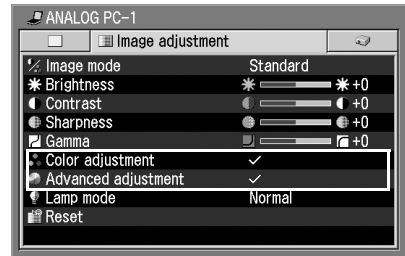 ANALOG PC-1
Image adjustment
Image mode Standard
Brightness +0
Contrast +0
Sharpness +0
Gamma +0
Color adjustment ✓
Advanced adjustment ✓
Lamp mode Normal
Reset